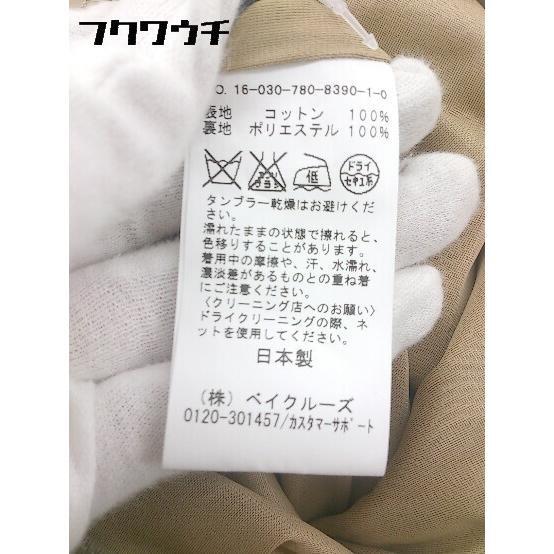 フクワウチ
O. 16-030-780-8390-1-0
表地 コットン 100%
裏地 ポリエステル 100%
エンソサラシ 低 ドライ セキユ系
タンブラー乾燥はお避けくだ
さい。
濡れたままの状態で擦れると、
色移りすることがあります。
着用中の摩擦や、汗、水濡れ、
濃淡差があるものとの重ね着
にご注意ください。
〈クリーニング店へのお願い〉
ドライクリーニングの際、ネ
ットを使用してください。
日本製
(株) ベイクルーズ
0120-301457/カスタマーサポート